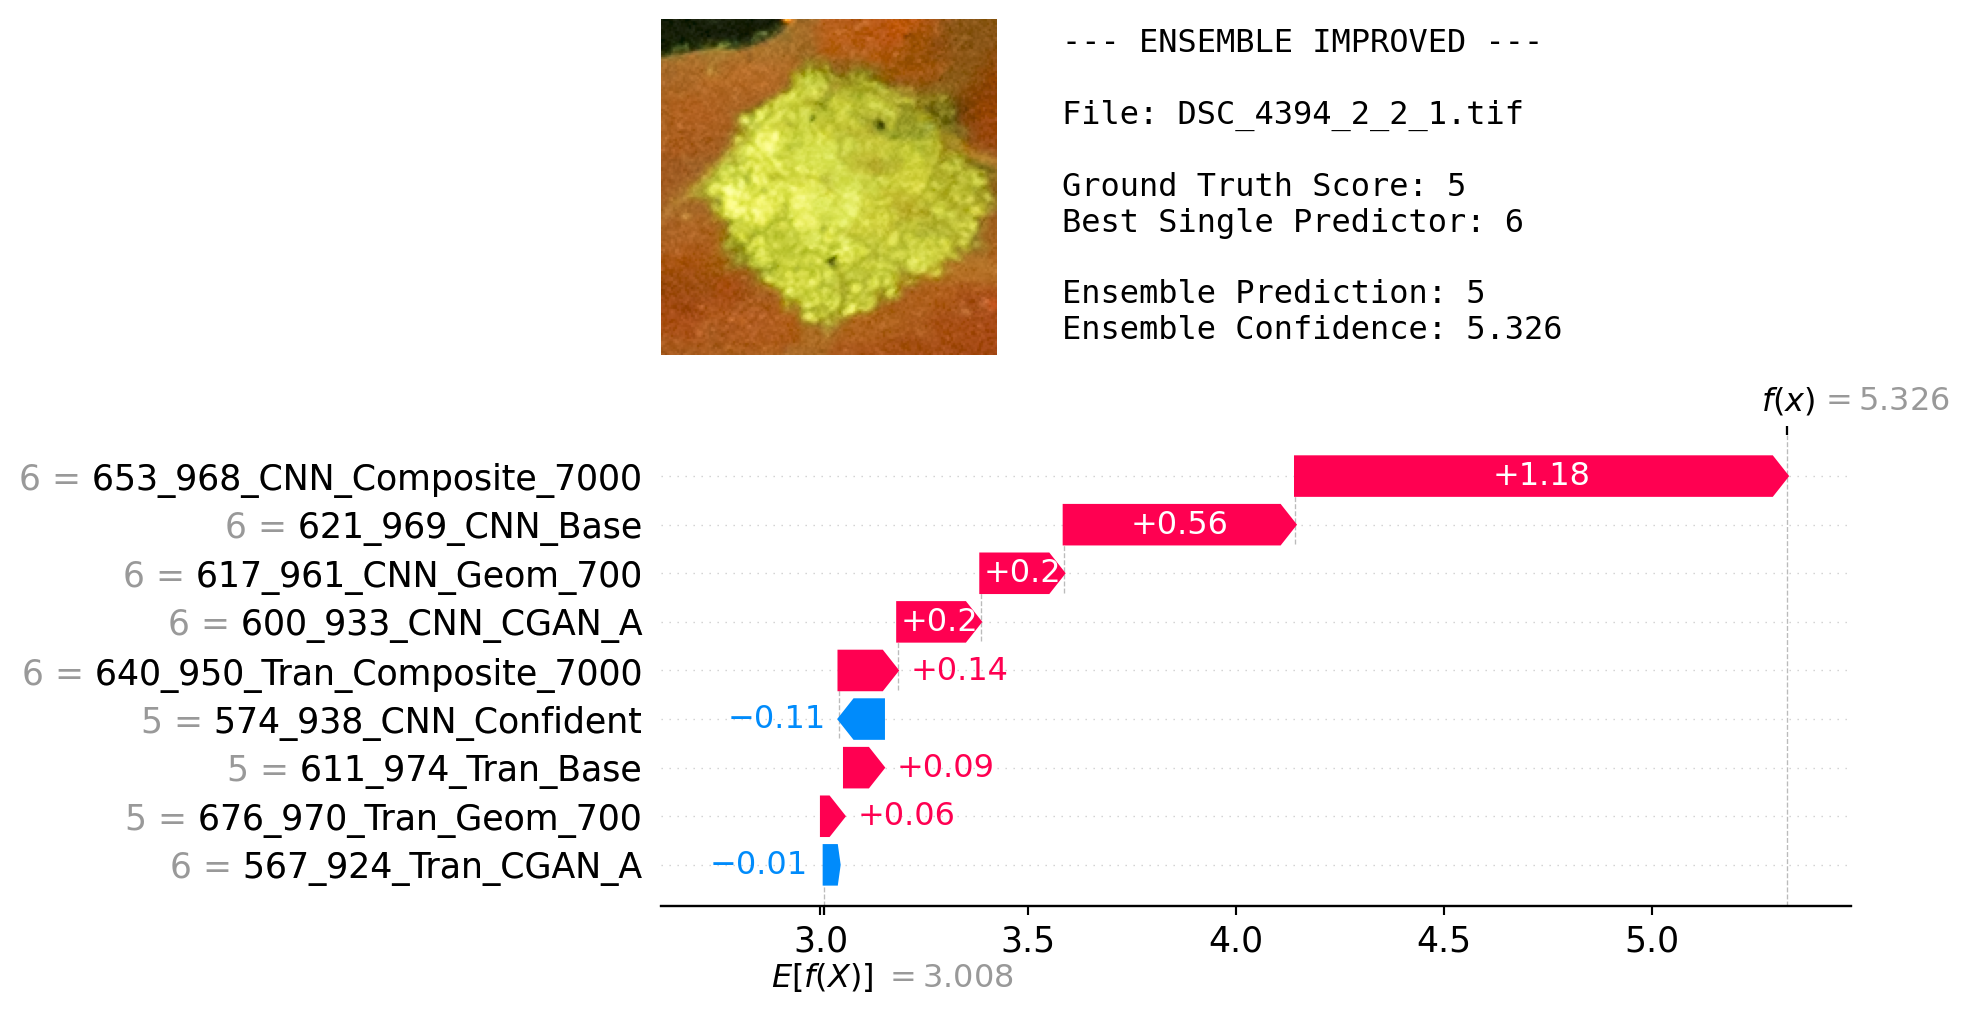 --- ENSEMBLE IMPROVED ---
File: DSC_4394_2_2_1.tif
Ground Truth Score: 5
Best Single Predictor: 6
Ensemble Prediction: 5
Ensemble Confidence: 5.326
f(x) = 5.326
6 = 653_968_CNN_Composite_7000 +1.18
6 = 621_969_CNN_Base +0.56
6 = 617_961_CNN_Geom_700 +0.2
6 = 600_933_CNN_CGAN_A +0.2
6 = 640_950_Tran_Composite_7000 +0.14
5 = 574_938_CNN_Confident −0.11
5 = 611_974_Tran_Base +0.09
5 = 676_970_Tran_Geom_700 +0.06
6 = 567_924_Tran_CGAN_A −0.01
3.0 3.5 4.0 4.5 5.0
E[f(X)] = 3.008